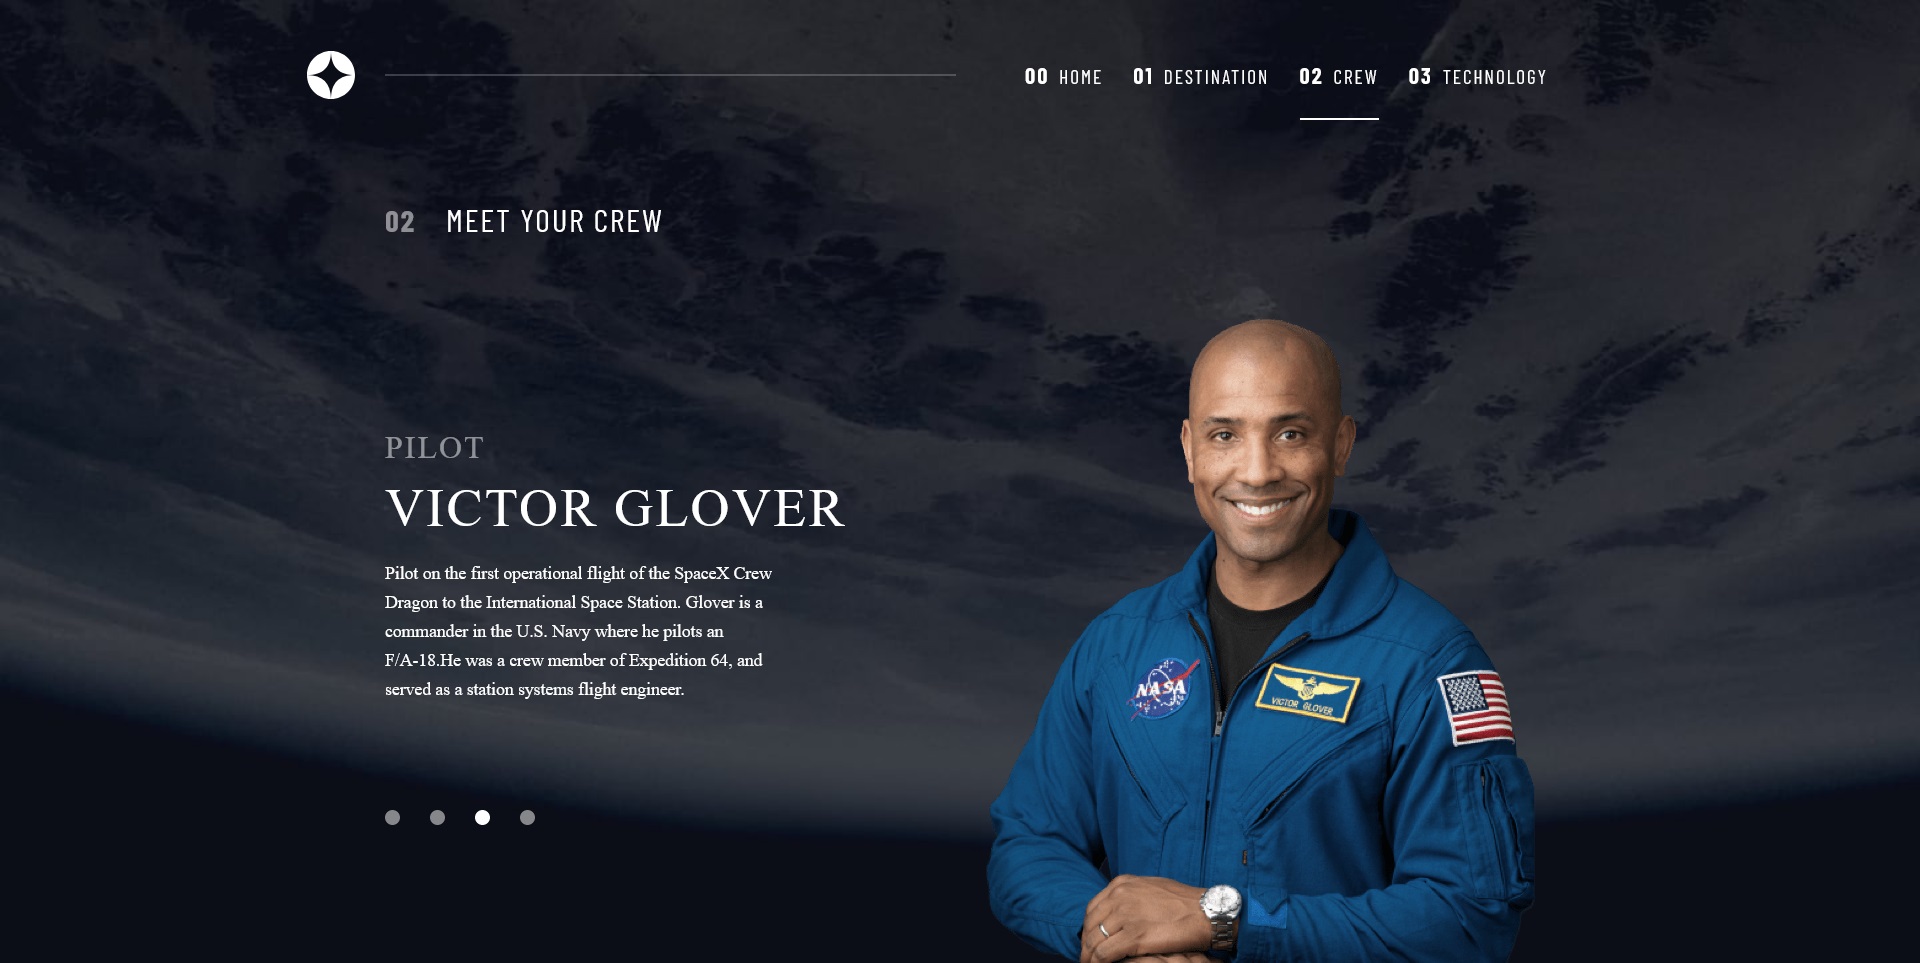 00 HOME 01 DESTINATION 02 CREW 03 TECHNOLOGY
02 MEET YOUR CREW
PILOT
VICTOR GLOVER
Pilot on the first operational flight of the SpaceX Crew
Dragon to the International Space Station. Glover is a
commander in the U.S. Navy where he pilots an
F/A-18.He was a crew member of Expedition 64, and
served as a station systems flight engineer.
NASA
VICTOR GLOVER